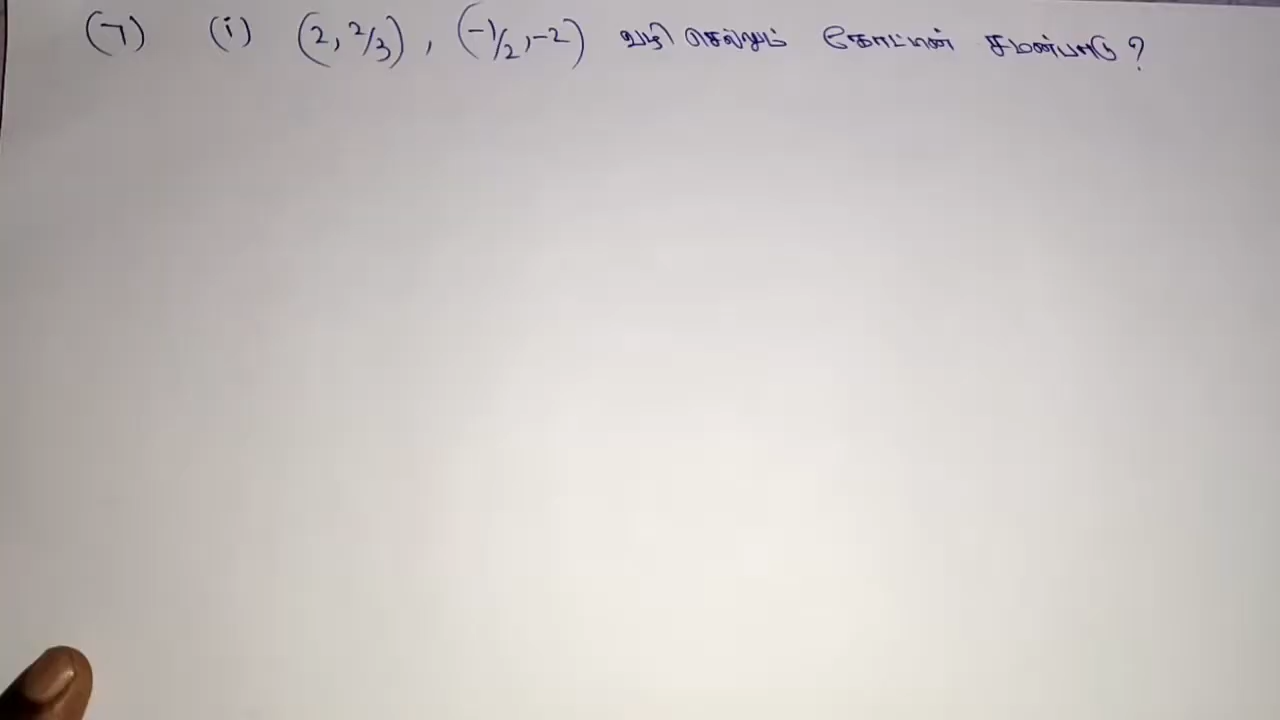 (7) (i) (2, 2/3), (-1/2, -2) வழி செல்லும் கோட்டின் சமன்பாடு?